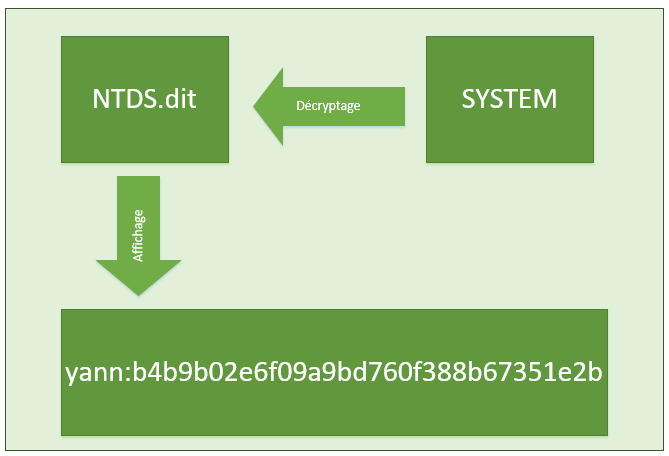 NTDS.dit
Décryptage
SYSTEM
Affichage
yann:b4b9b02e6f09a9bd760f388b67351e2b